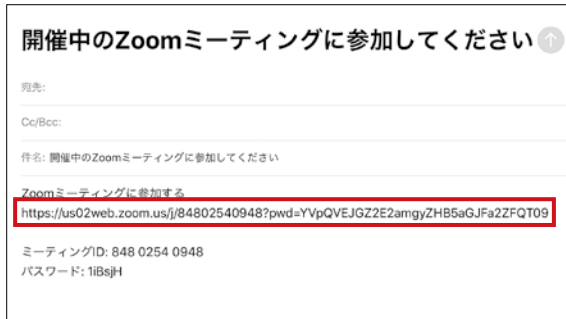 開催中のZoomミーティングに参加してください
宛先:
Cc/Bcc:
件名: 開催中のZoomミーティングに参加してください
Zoomミーティングに参加する
https://us02web.zoom.us/j/84802540948?pwd=YVpQVEJGZ2E2amgyZHB5aGJFa2ZFQT09
ミーティングID: 848 0254 0948
パスワード: 1iBsjH